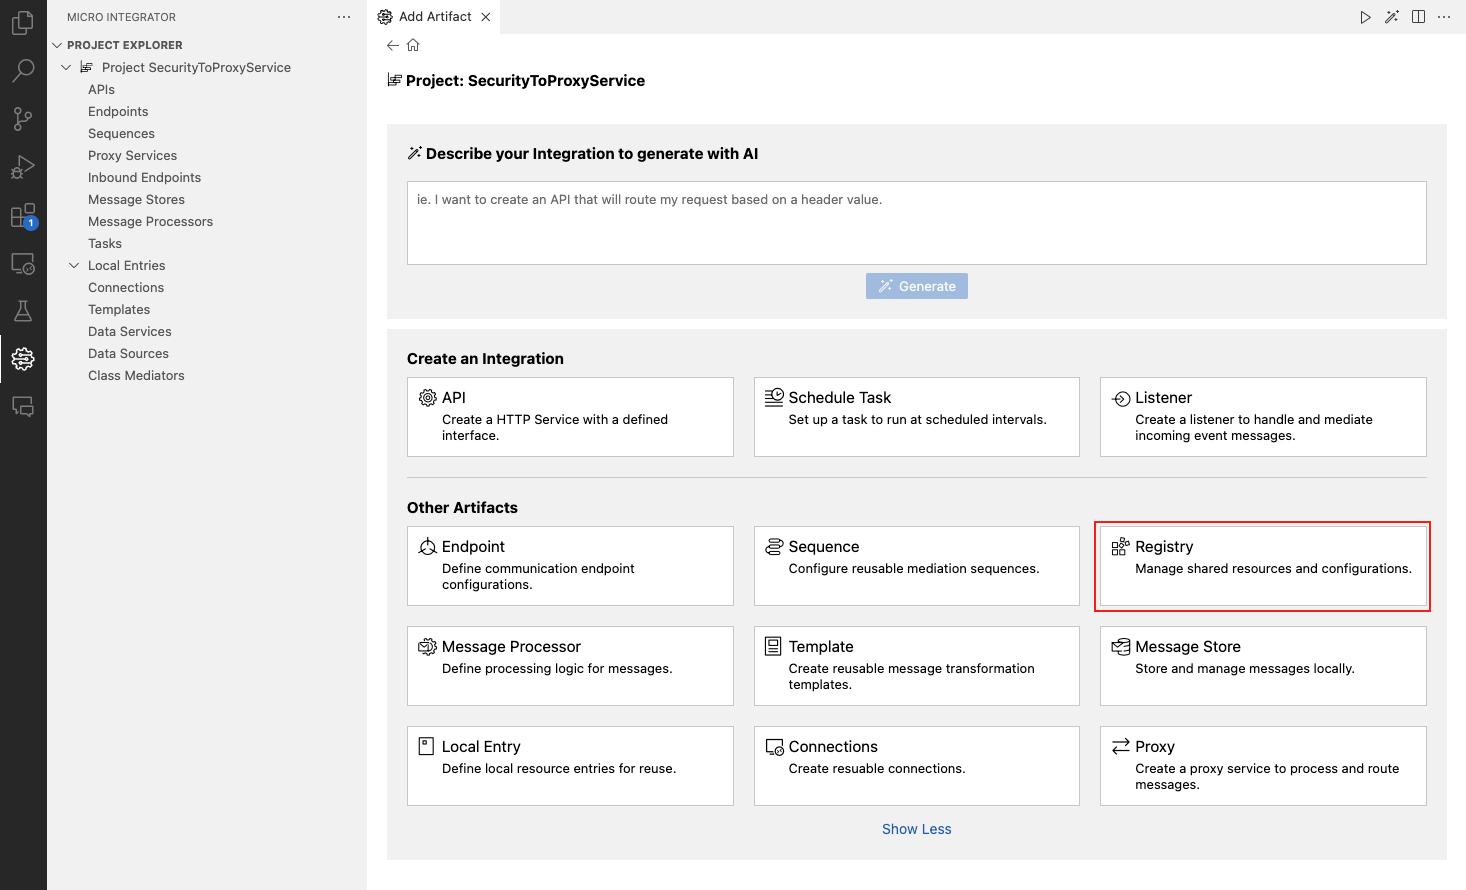 MICRO INTEGRATOR
PROJECT EXPLORER
Project SecurityToProxyService
APIs
Endpoints
Sequences
Proxy Services
Inbound Endpoints
Message Stores
Message Processors
Tasks
Local Entries
Connections
Templates
Data Services
Data Sources
Class Mediators
1
Add Artifact
Project: SecurityToProxyService
Describe your Integration to generate with AI
ie. I want to create an API that will route my request based on a header value.
Generate
Create an Integration
API
Create a HTTP Service with a defined
interface.
Schedule Task
Set up a task to run at scheduled intervals.
Listener
Create a listener to handle and mediate
incoming event messages.
Other Artifacts
Endpoint
Define communication endpoint
configurations.
Sequence
Configure reusable mediation sequences.
Registry
Manage shared resources and configurations.
Message Processor
Define processing logic for messages.
Template
Create reusable message transformation
templates.
Message Store
Store and manage messages locally.
Local Entry
Define local resource entries for reuse.
Connections
Create resuable connections.
Proxy
Create a proxy service to process and route
messages.
Show Less